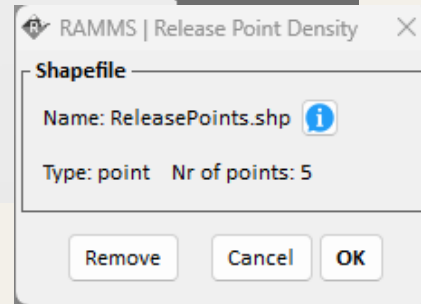 RAMMS | Release Point Density
Shapefile
Name: ReleasePoints.shp
Type: point Nr of points: 5
Remove Cancel OK